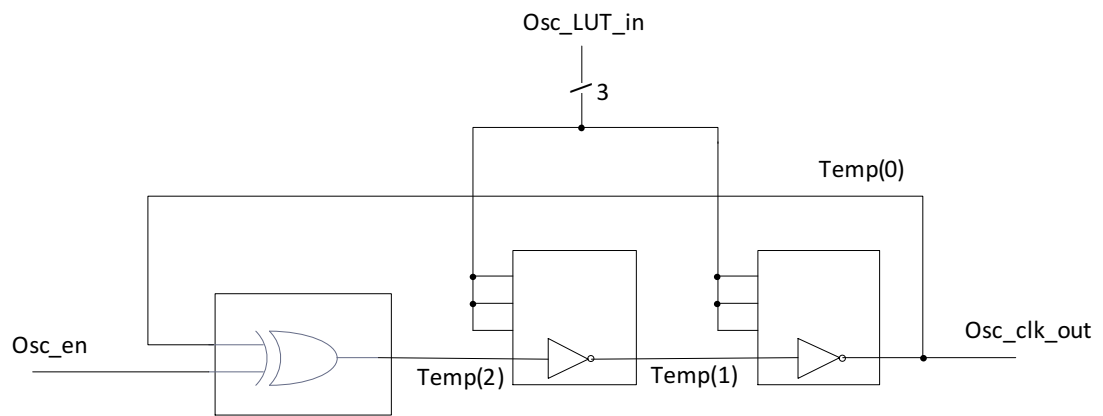 Osc_LUT_in
3
Temp(0)
Osc_en
Osc_clk_out
Temp(2)
Temp(1)